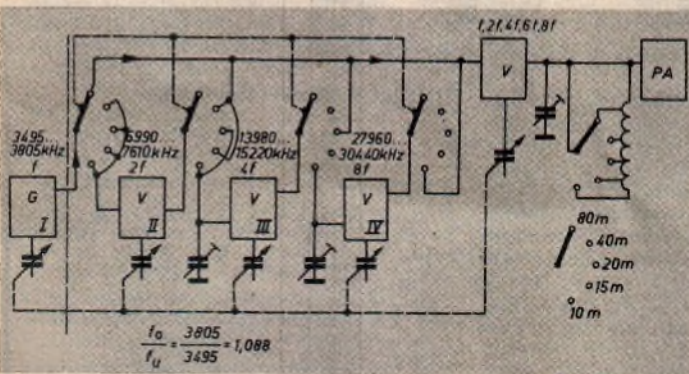 f, 2f, 4f, 6f, 8f
V
PA
3495...
3805kHz
f
G
I
6990
7610kHz
2f
V
II
13980...
15220kHz
4f
V
III
27960...
30440kHz
8f
V
IV
80m
40m
20m
15m
10m
fo / fu = 3805 / 3495 = 1,088